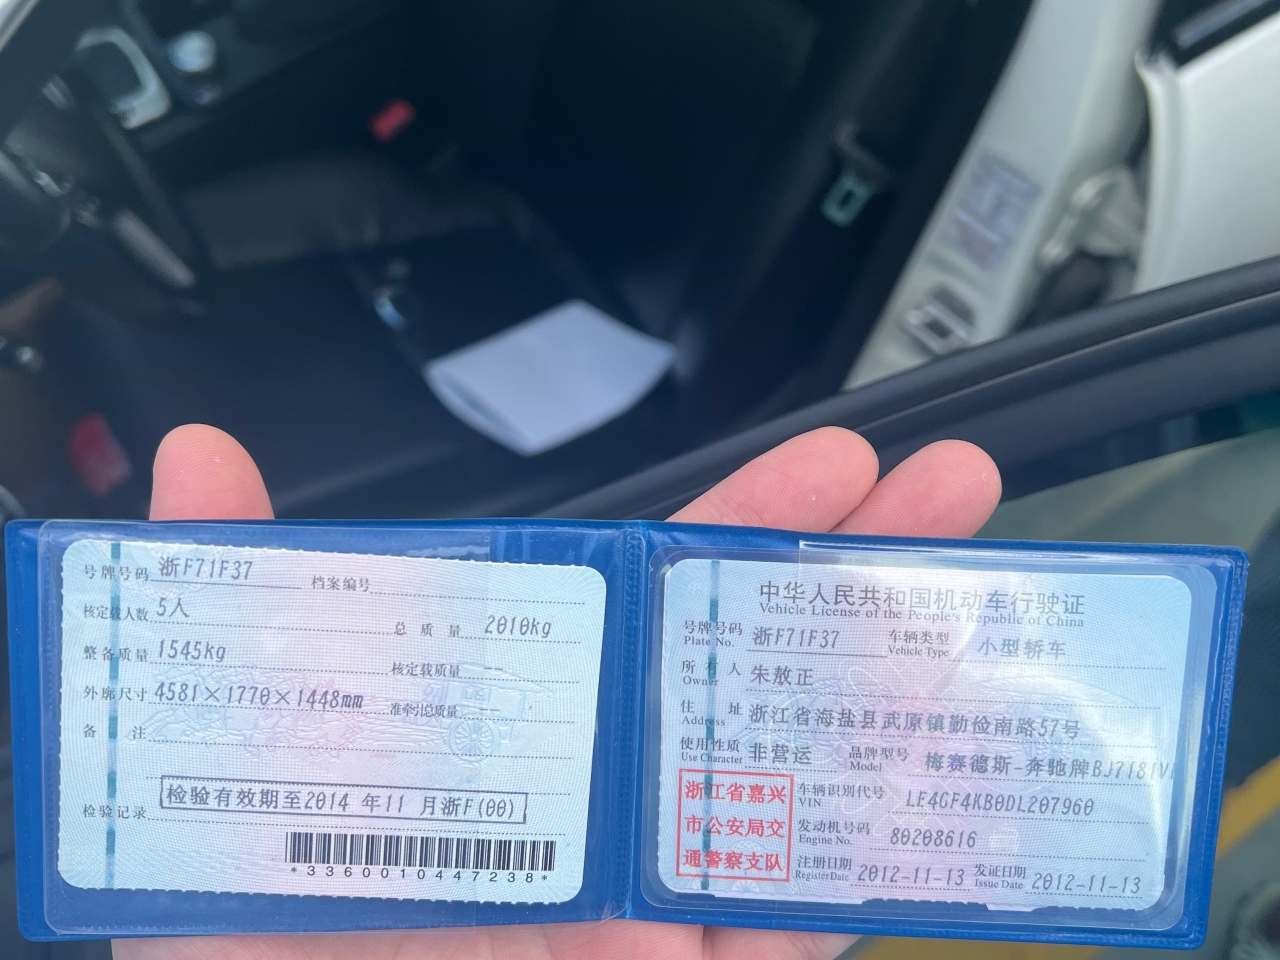 号牌号码 浙F71F37 档案编号
核定载人数 5人 总质量 2010kg
整备质量 1545kg 核定载质量 --
外廓尺寸 4581×1770×1448mm 准牵引总质量 --
备注
检验记录 检验有效期至2014年11月浙F(00)
*3360010447238*
中华人民共和国机动车行驶证
Vehicle License of the People's Republic of China
号牌号码 浙F71F37 车辆类型 小型轿车
Plate No. Vehicle Type
所有人 朱敖正
Owner
住址 浙江省海盐县武原镇勤俭南路57号
Address
使用性质 非营运 品牌型号 梅赛德斯-奔驰牌BJ7181V
Use Character Model
浙江省嘉兴
市公安局交
通警察支队
车辆识别代号 LE4GF4KB0DL207960
VIN
发动机号码 80208616
Engine No.
注册日期 2012-11-13 发证日期 2012-11-13
Register Date Issue Date